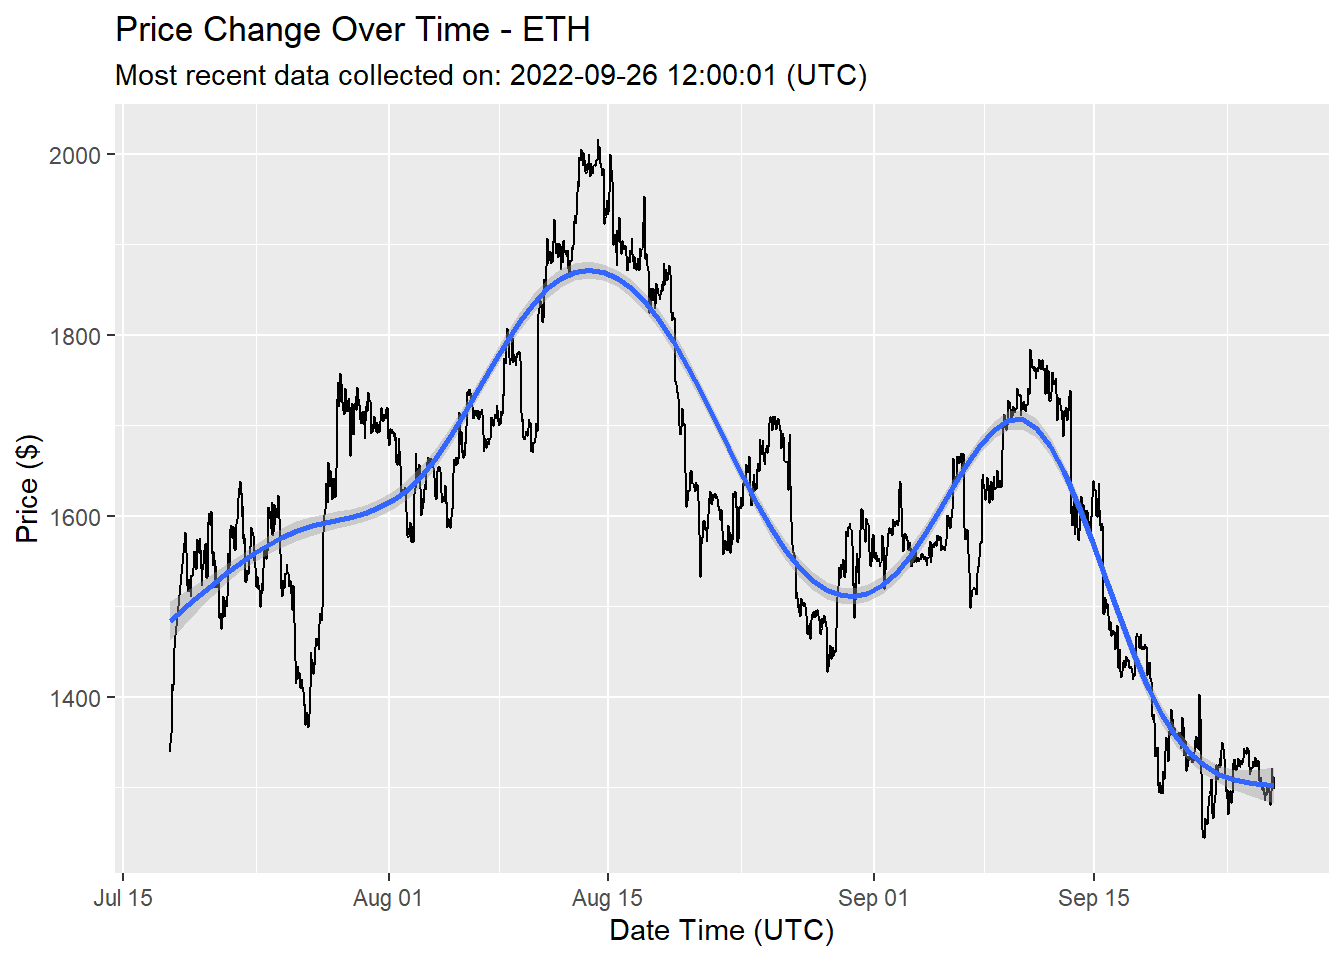 Price Change Over Time - ETH
Most recent data collected on: 2022-09-26 12:00:01 (UTC)
Price ($)
2000
1800
1600
1400
Jul 15 Aug 01 Aug 15 Sep 01 Sep 15
Date Time (UTC)